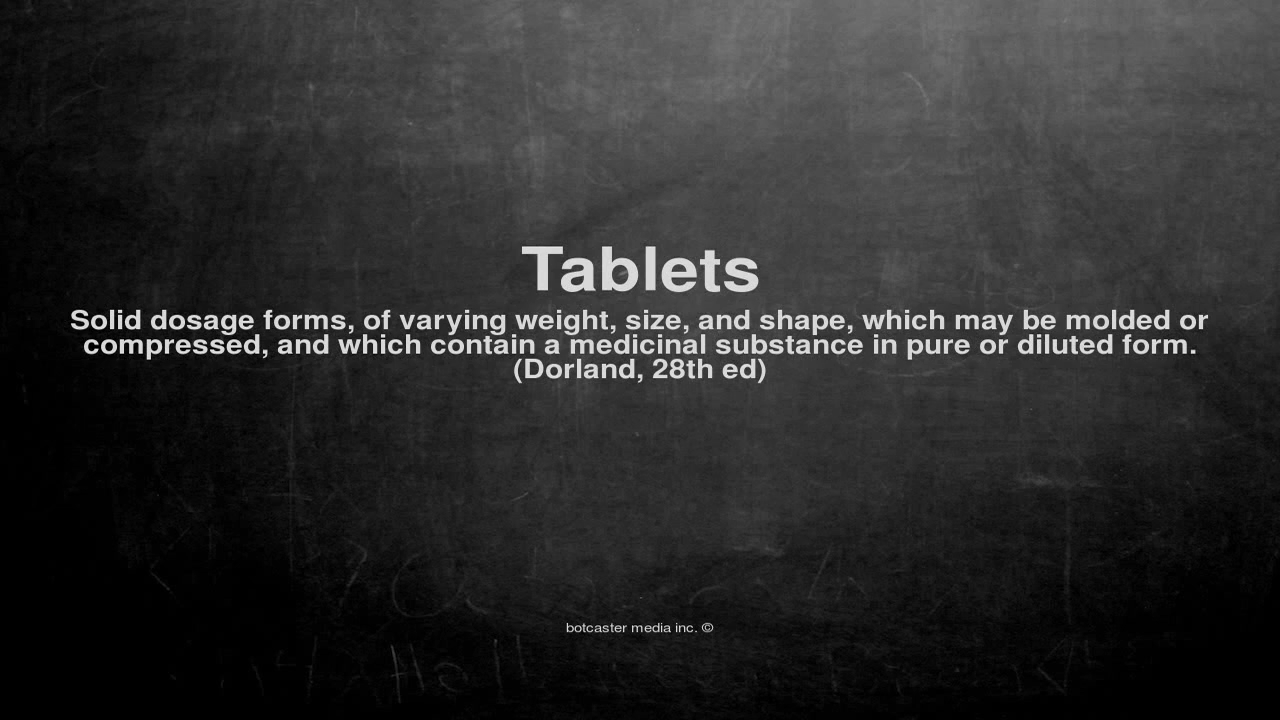 Tablets
Solid dosage forms, of varying weight, size, and shape, which may be molded or
compressed, and which contain a medicinal substance in pure or diluted form.
(Dorland, 28th ed)
botcaster media inc. ©